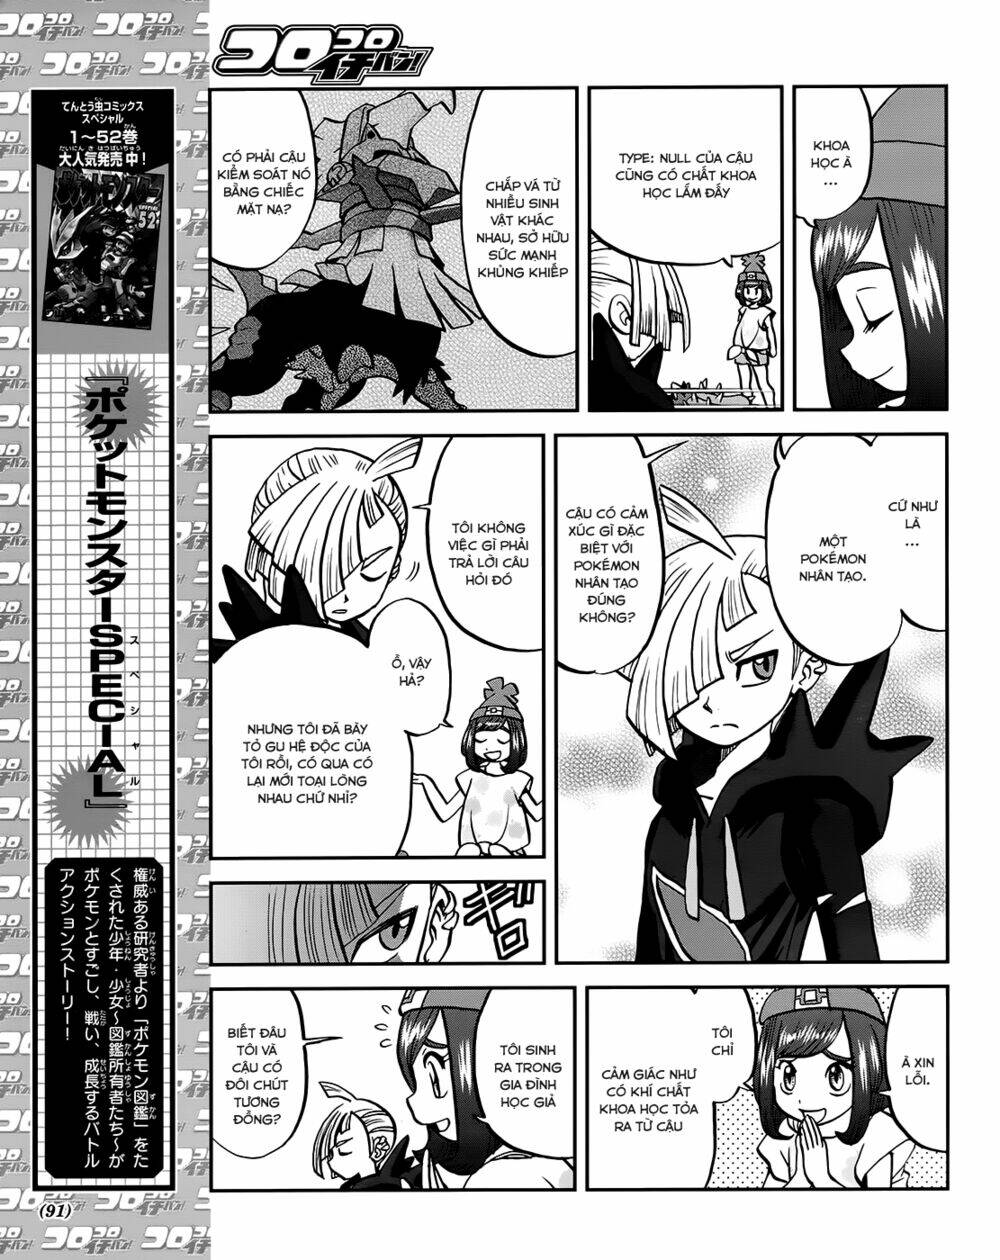 コロコロ
イチバン!
KHOA
HỌC À
...
TYPE: NULL CỦA CẬU
CŨNG CÓ CHẤT KHOA
HỌC LẮM ĐẤY
CHẮP VÁ TỪ
NHIỀU SINH
VẬT KHÁC
NHAU, SỞ HỮU
SỨC MẠNH
KHỦNG KHIẾP
CÓ PHẢI CẬU
KIỂM SOÁT NÓ
BẰNG CHIẾC
MẶT NẠ?
CỨ NHƯ
LÀ
...
MỘT
POKÉMON
NHÂN TẠO.
CẬU CÓ CẢM
XÚC GÌ ĐẶC
BIỆT VỚI
POKÉMON
NHÂN TẠO
ĐÚNG
KHÔNG?
TÔI KHÔNG
VIỆC GÌ PHẢI
TRẢ LỜI CÂU
HỎI ĐÓ
Ồ, VẬY
HẢ?
NHƯNG TÔI ĐÃ BÀY
TỎ GU HỆ ĐỘC CỦA
TÔI RỒI, CÓ QUA CÓ
LẠI MỚI TOẠI LÒNG
NHAU CHỨ NHỈ?
ギロ
À XIN
LỖI.
TÔI
CHỈ
CẢM GIÁC NHƯ
CÓ KHÍ CHẤT
KHOA HỌC TỎA
RA TỪ CẬU
TÔI SINH
RA TRONG
GIA ĐÌNH
HỌC GIẢ
BIẾT ĐÂU
TÔI VÀ
CẬU CÓ
ĐÔI CHÚT
TƯƠNG
ĐỒNG?
てんとう虫コミックス
スペシャル
1〜52巻
大人気発売中!
『ポケットモンスターSPECIAL』
スペシャル
権威ある研究者より「ポケモン図鑑」をた
くされた少年・少女〜図鑑所有者たち〜が
ポケモンとすごし、戦い、成長するバトル
アクションストーリー!
(91)